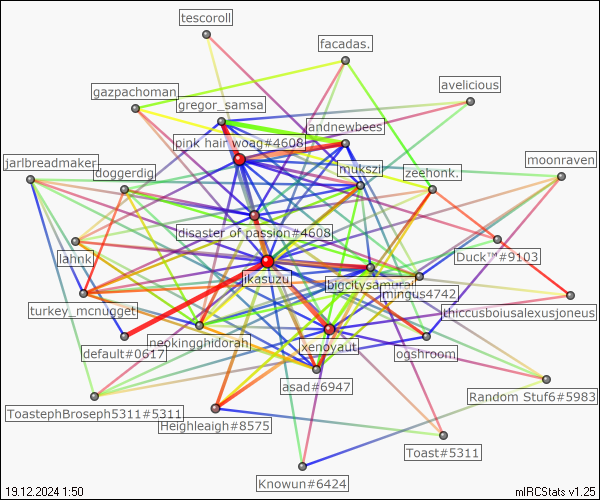 tescoroll
facadas.
avelicious
gazpachoman
gregor_samsa
andnewbees
pink hair woag#4608
jarlbreadmaker
doggerdig
mukszi
zeehonk.
moonraven
disaster of passion#4608
lahnk
Duck™#9103
ikasuzu
bigcitysamurai
mingus4742
turkey_mcnugget
thiccusboiusalexusjoneus
default#0617
neokingghidorah
xenoyaut
ogshroom
asad#6947
Random Stuf6#5983
ToastephBroseph5311#5311
Heighleaigh#8575
Toast#5311
Knowun#6424
19.12.2024 1:50
mIRCStats v1.25